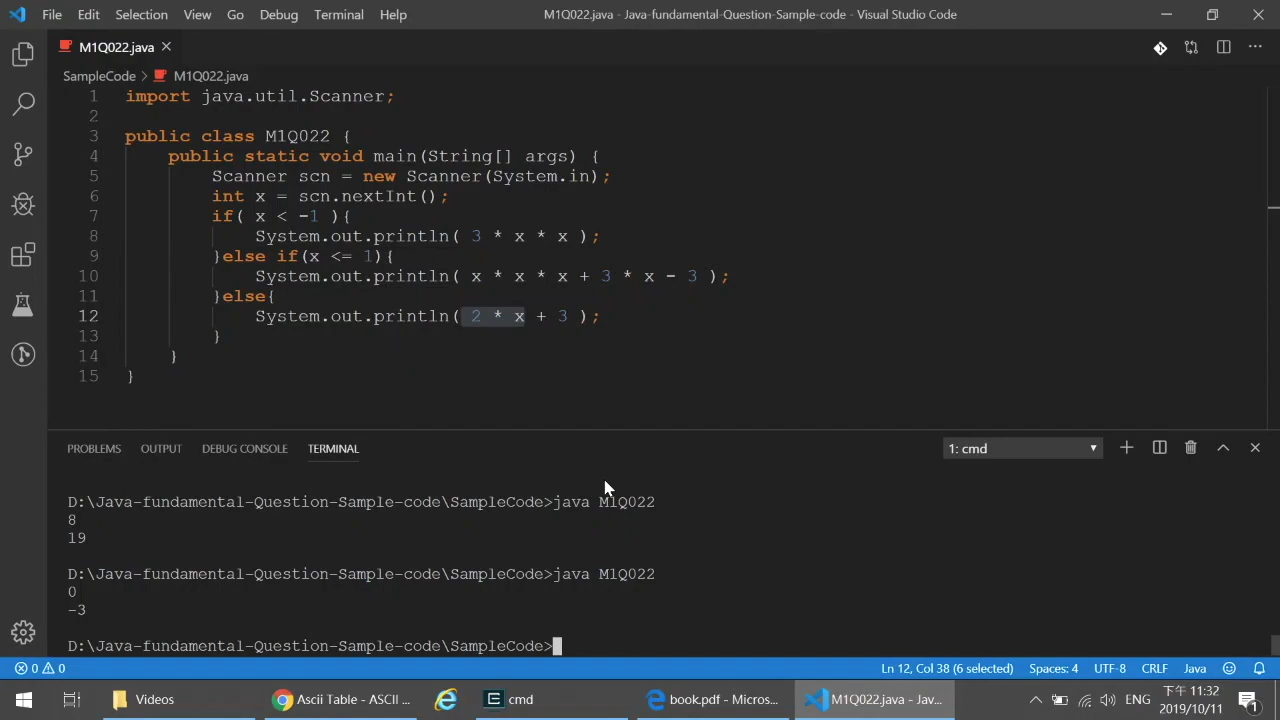 File Edit Selection View Go Debug Terminal Help M1Q022.java - Java-fundamental-Question-Sample-code - Visual Studio Code
M1Q022.java
SampleCode > M1Q022.java
1 import java.util.Scanner;
2
3 public class M1Q022 {
4 public static void main(String[] args) {
5 Scanner scn = new Scanner(System.in);
6 int x = scn.nextInt();
7 if( x < -1 ){
8 System.out.println( 3 * x * x );
9 }else if(x <= 1){
10 System.out.println( x * x * x + 3 * x - 3 );
11 }else{
12 System.out.println( 2 * x + 3 );
13 }
14 }
15 }
PROBLEMS OUTPUT DEBUG CONSOLE TERMINAL 1: cmd
D:\Java-fundamental-Question-Sample-code\SampleCode>java M1Q022
8
19
D:\Java-fundamental-Question-Sample-code\SampleCode>java M1Q022
0
-3
D:\Java-fundamental-Question-Sample-code\SampleCode>
0 0 Ln 12, Col 38 (6 selected) Spaces: 4 UTF-8 CRLF Java
Videos Ascii Table - ASCII ... cmd book.pdf - Micros... M1Q022.java - Jav... ENG 下午 11:32
2019/10/11 1